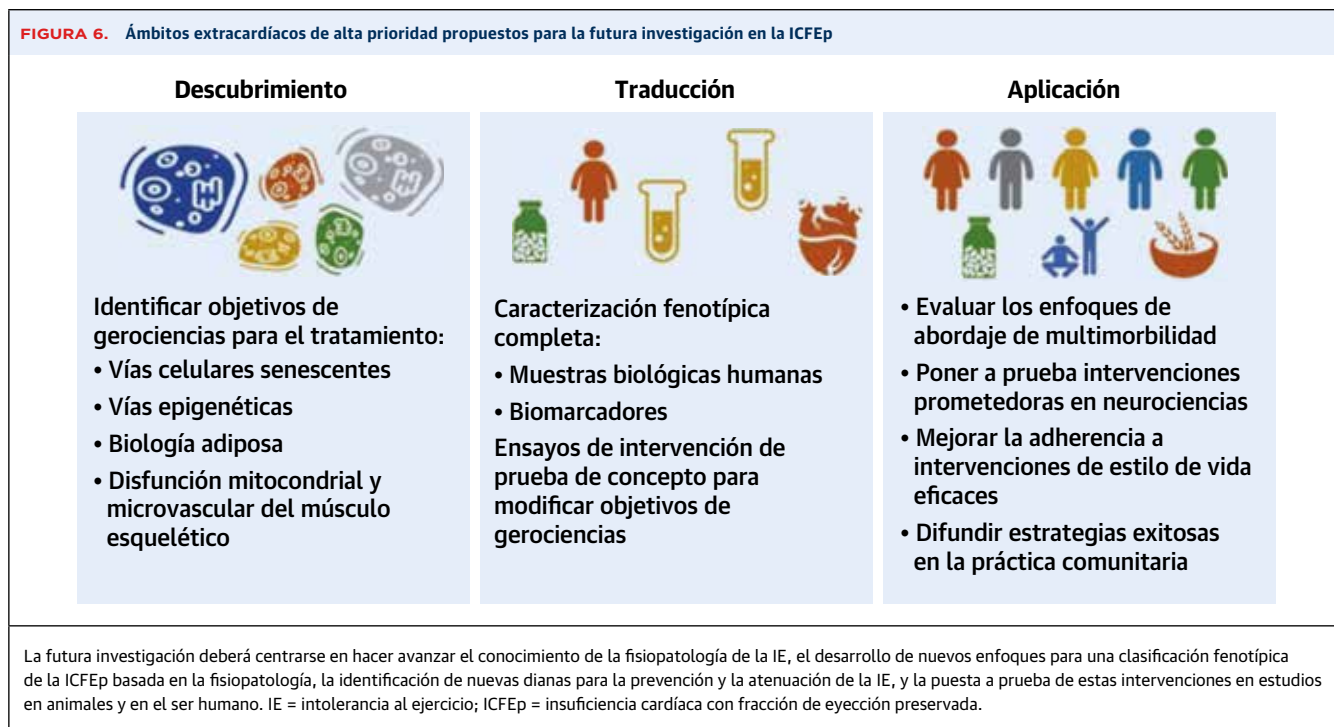 FIGURA 6. Ámbitos extracardíacos de alta prioridad propuestos para la futura investigación en la ICFEp
Descubrimiento
Identificar objetivos de
gerociencias para el tratamiento:
• Vías celulares senescentes
• Vías epigenéticas
• Biología adiposa
• Disfunción mitocondrial y
microvascular del músculo
esquelético
Traducción
Caracterización fenotípica
completa:
• Muestras biológicas humanas
• Biomarcadores
Ensayos de intervención de
prueba de concepto para
modificar objetivos de
gerociencias
Aplicación
• Evaluar los enfoques de
abordaje de multimorbilidad
• Poner a prueba intervenciones
prometedoras en neurociencias
• Mejorar la adherencia a
intervenciones de estilo de vida
eficaces
• Difundir estrategias exitosas
en la práctica comunitaria
La futura investigación deberá centrarse en hacer avanzar el conocimiento de la fisiopatología de la IE, el desarrollo de nuevos enfoques para una clasificación fenotípica
de la ICFEp basada en la fisiopatología, la identificación de nuevas dianas para la prevención y la atenuación de la IE, y la puesta a prueba de estas intervenciones en estudios
en animales y en el ser humano. IE = intolerancia al ejercicio; ICFEp = insuficiencia cardíaca con fracción de eyección preservada.